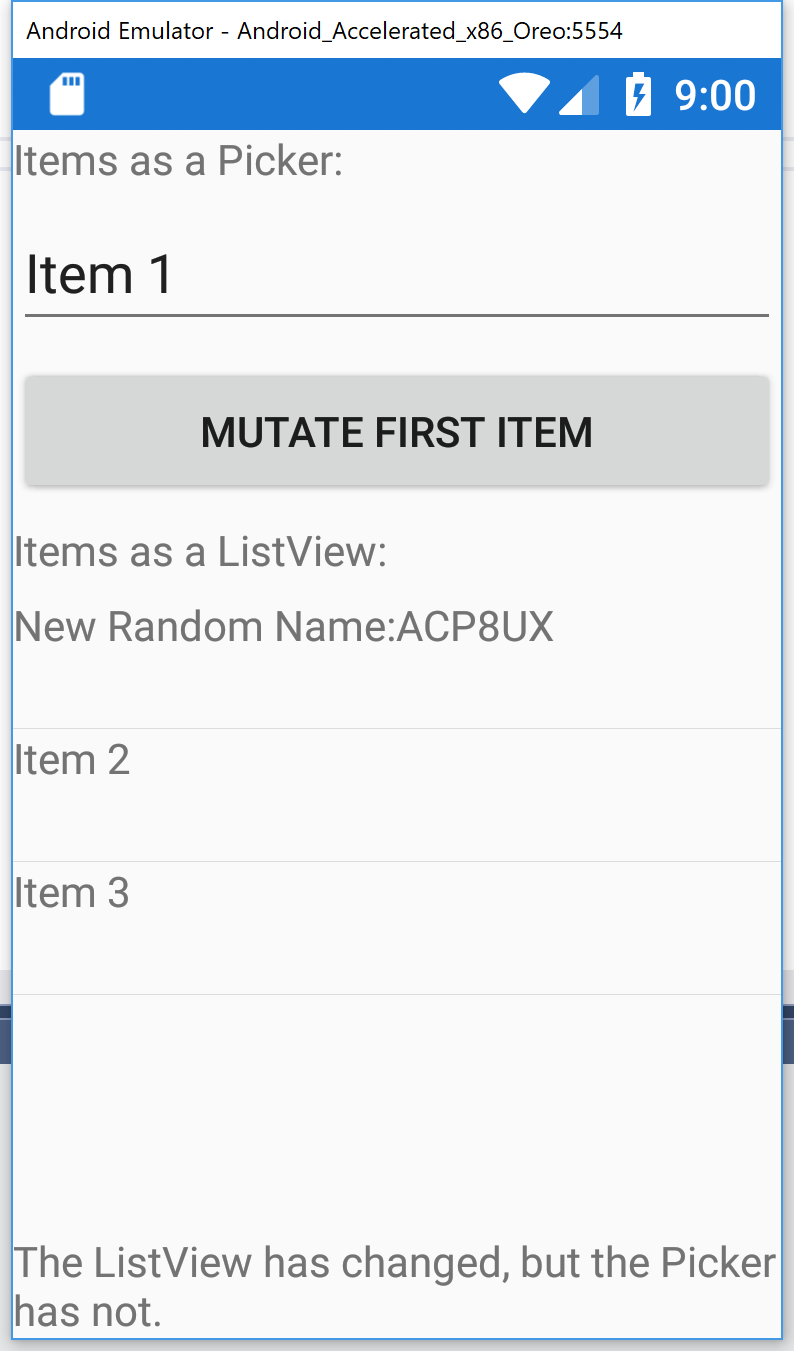 Android Emulator - Android_Accelerated_x86_Oreo:5554
9:00
Items as a Picker:
Item 1
MUTATE FIRST ITEM
Items as a ListView:
New Random Name:ACP8UX
Item 2
Item 3
The ListView has changed, but the Picker
has not.